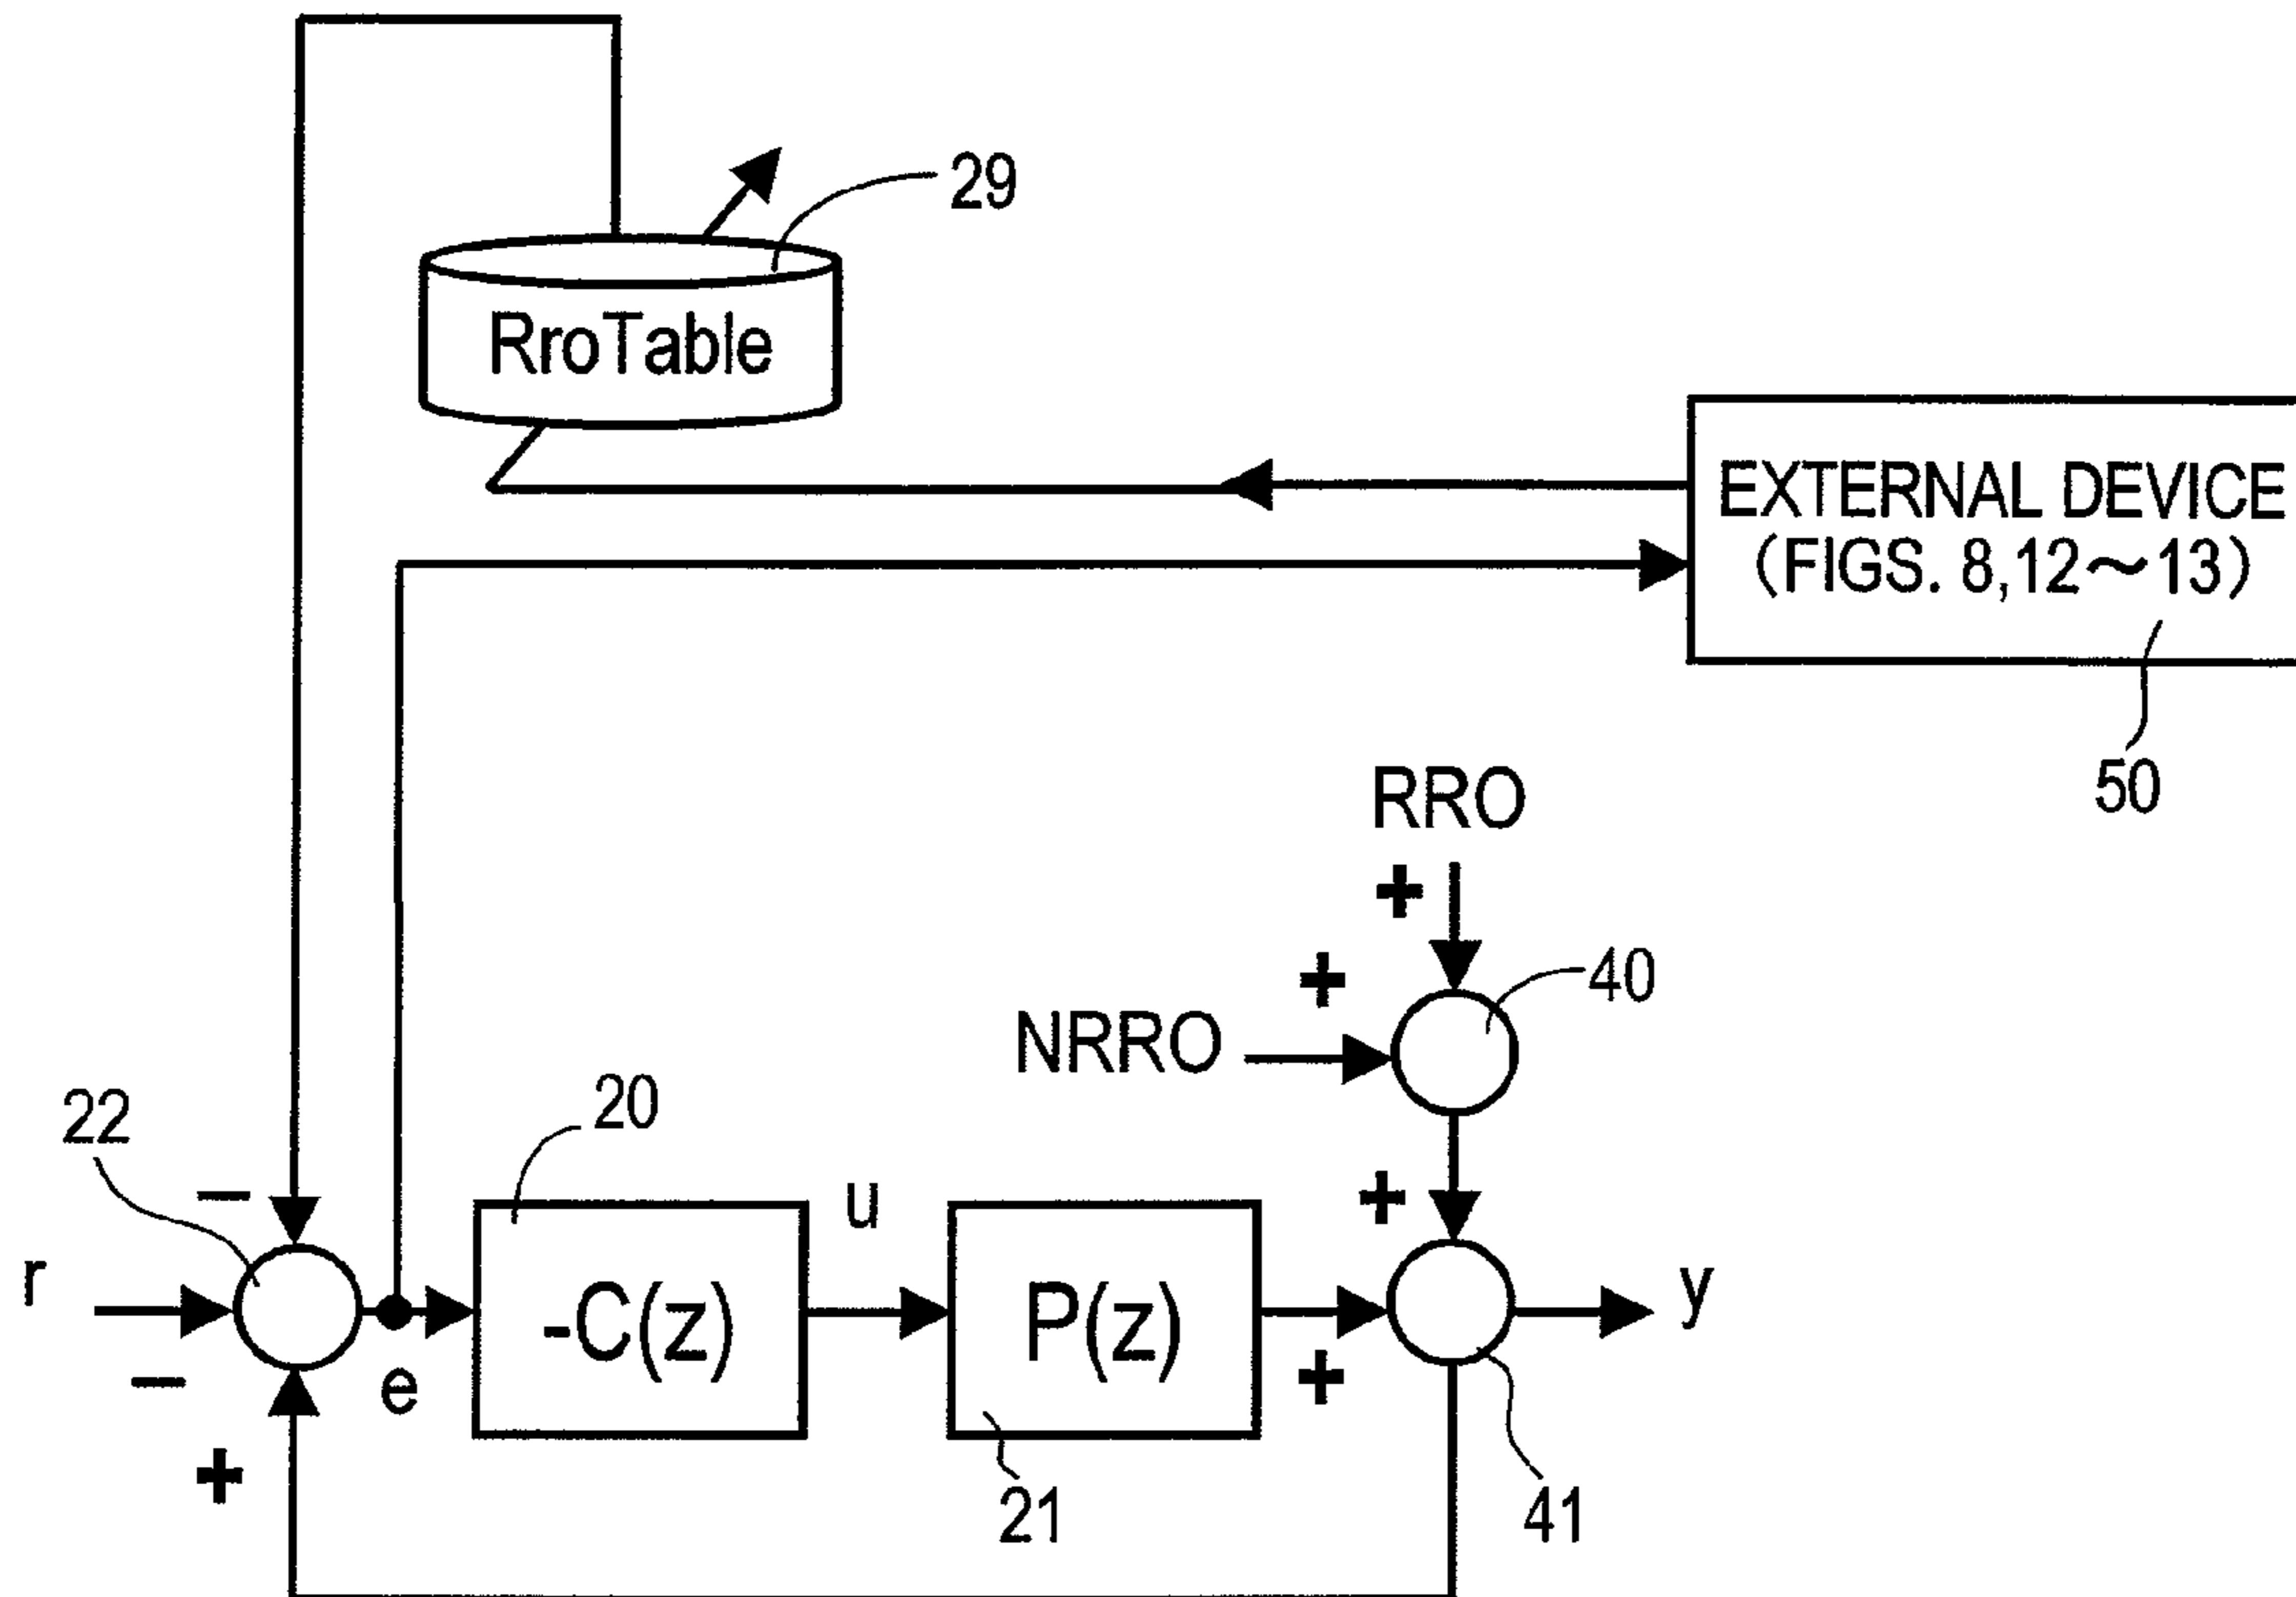 29
RroTable
EXTERNAL DEVICE
(FIGS. 8,12～13)
50
RRO
+
+
40
NRRO
22
20
u
+
−
r
-C(z)
P(z)
y
−
e
+
+
21
41